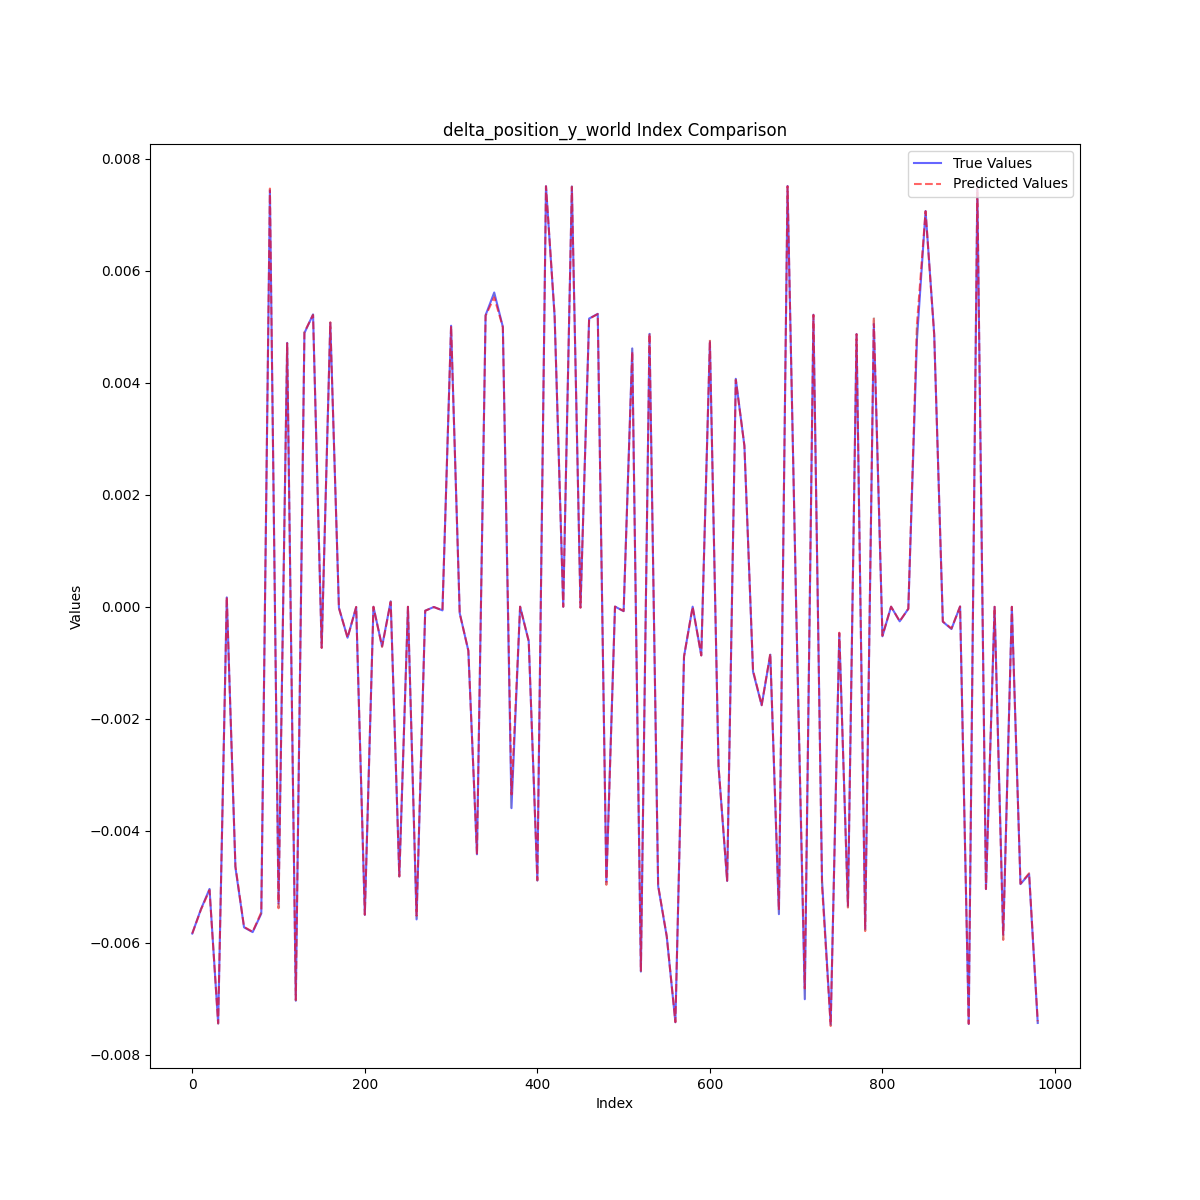 delta_position_y_world Index Comparison
True Values
Predicted Values
0.008
0.006
0.004
0.002
0.000
−0.002
−0.004
−0.006
−0.008
Values
0 200 400 600 800 1000
Index